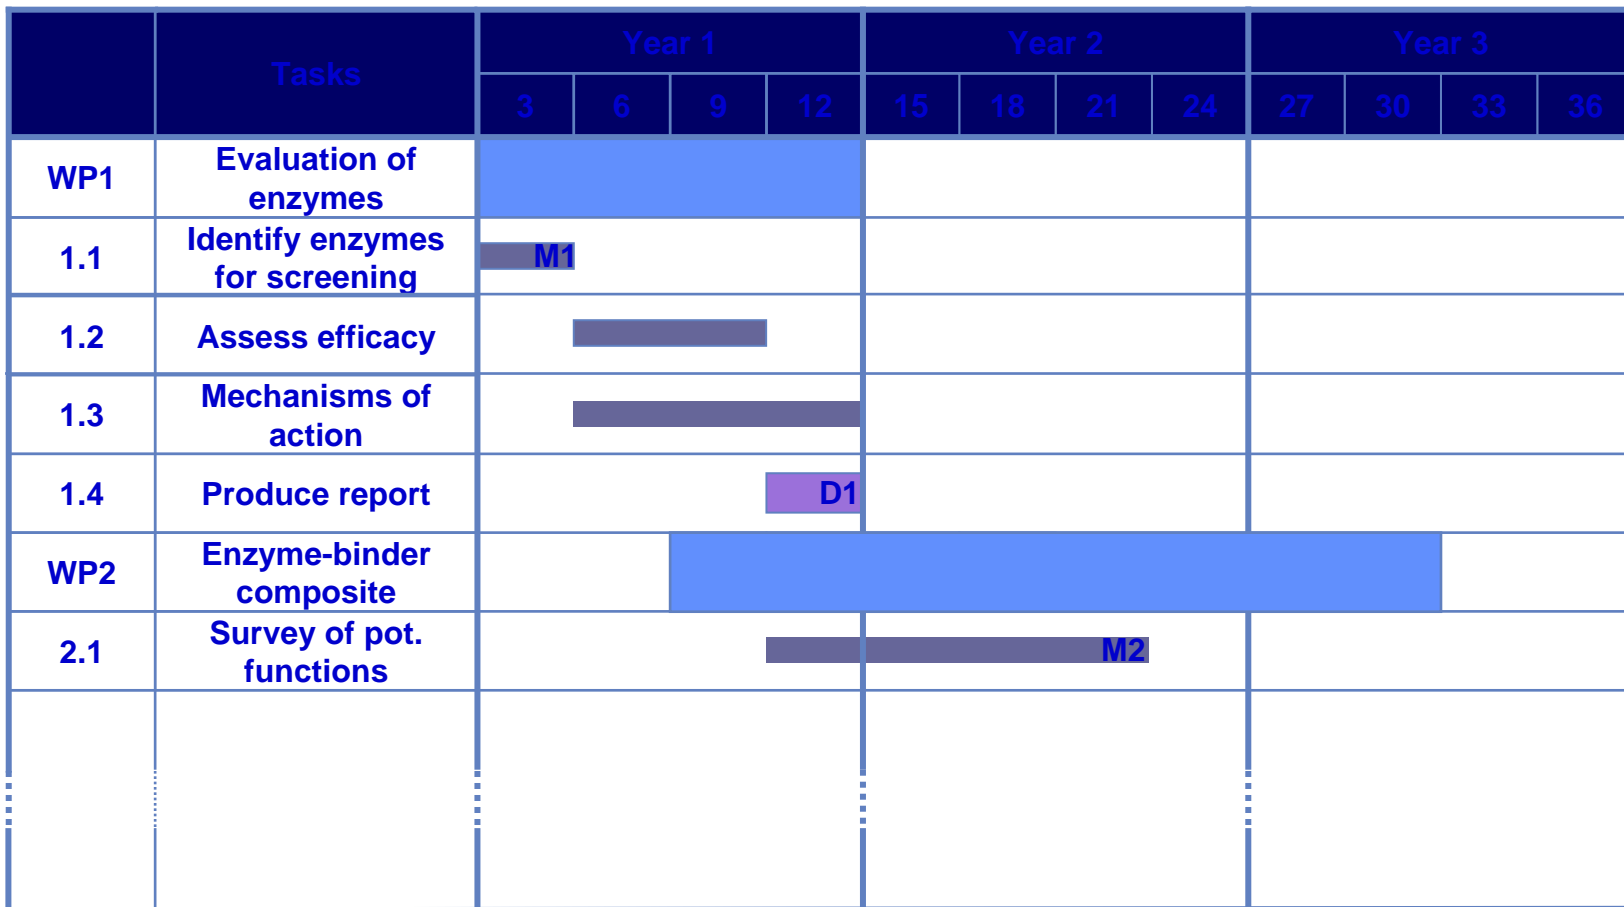 Tasks
Year 1
Year 2
Year 3
3 6 9 12 15 18 21 24 27 30 33 36
WP1
Evaluation of
enzymes
1.1
Identify enzymes
for screening
M1
1.2
Assess efficacy
1.3
Mechanisms of
action
1.4
Produce report
D1
WP2
Enzyme-binder
composite
2.1
Survey of pot.
functions
M2